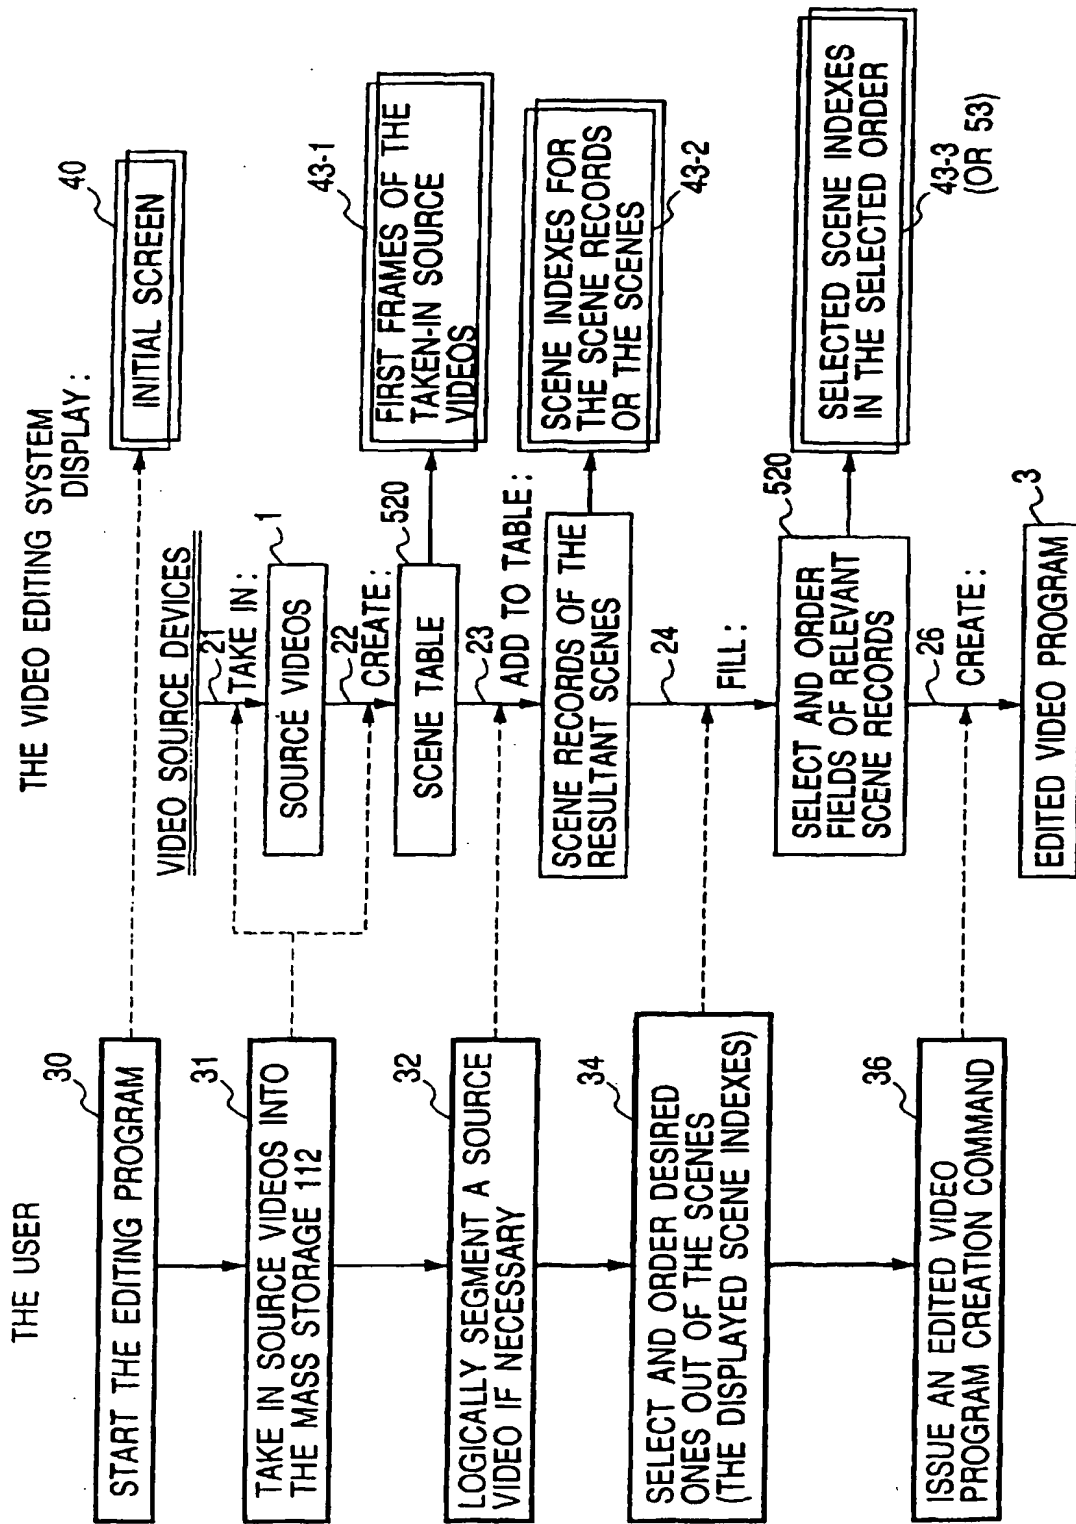 THE USER
30
START THE EDITING PROGRAM
31
TAKE IN SOURCE VIDEOS INTO
THE MASS STORAGE 112
32
LOGICALLY SEGMENT A SOURCE
VIDEO IF NECESSARY
34
SELECT AND ORDER DESIRED
ONES OUT OF THE SCENES
(THE DISPLAYED SCENE INDEXES)
36
ISSUE AN EDITED VIDEO
PROGRAM CREATION COMMAND
THE VIDEO EDITING SYSTEM
DISPLAY:
40
INITIAL SCREEN
VIDEO SOURCE DEVICES
21
TAKE IN:
1
SOURCE VIDEOS
22
CREATE:
520
SCENE TABLE
43-1
FIRST FRAMES OF THE
TAKEN-IN SOURCE
VIDEOS
23
ADD TO TABLE:
SCENE RECORDS OF THE
RESULTANT SCENES
SCENE INDEXES FOR
THE SCENE RECORDS
OR THE SCENES
43-2
24
FILL:
520
SELECT AND ORDER
FIELDS OF RELEVANT
SCENE RECORDS
SELECTED SCENE INDEXES
IN THE SELECTED ORDER
43-3
(OR 53)
26
CREATE:
3
EDITED VIDEO PROGRAM